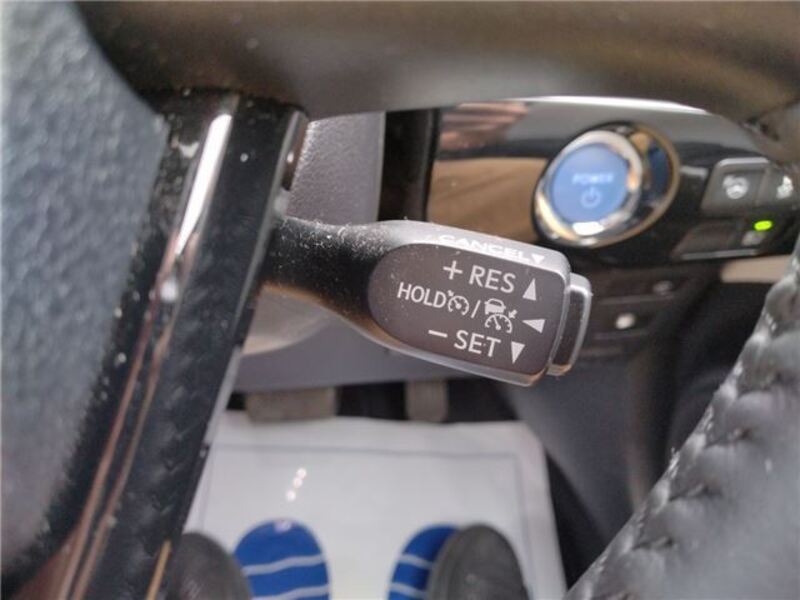 CANCEL▼
+ RES ▲
HOLD /
− SET ▼
POWER